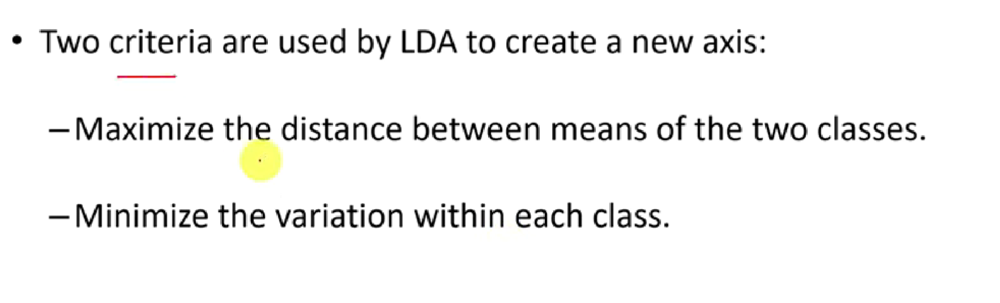 • Two criteria are used by LDA to create a new axis:
– Maximize the distance between means of the two classes.
– Minimize the variation within each class.